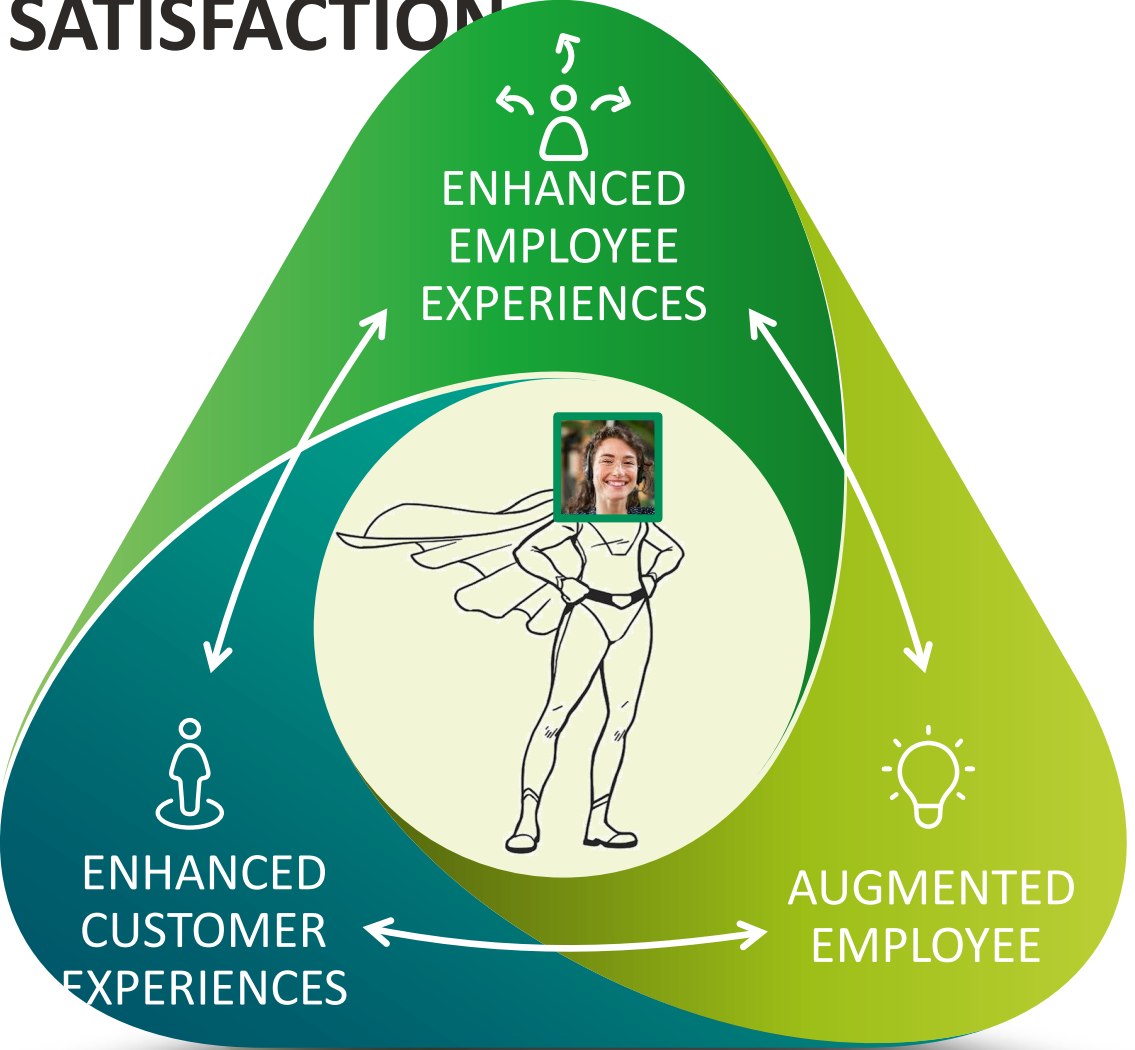 SATISFACTION
ENHANCED
EMPLOYEE
EXPERIENCES
ENHANCED
CUSTOMER
EXPERIENCES
AUGMENTED
EMPLOYEE